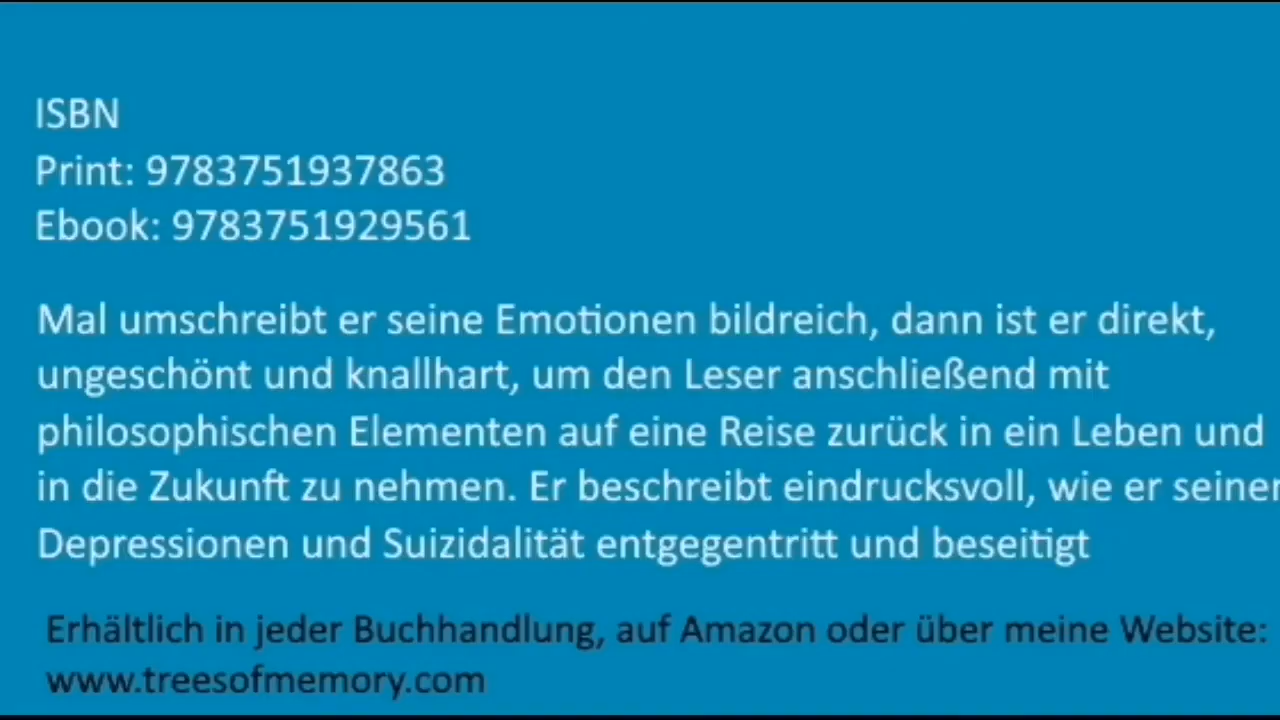 ISBN
Print: 9783751937863
Ebook: 9783751929561
Mal umschreibt er seine Emotionen bildreich, dann ist er direkt,
ungeschönt und knallhart, um den Leser anschließend mit
philosophischen Elementen auf eine Reise zurück in ein Leben und
in die Zukunft zu nehmen. Er beschreibt eindrucksvoll, wie er seiner
Depressionen und Suizidalität entgegentritt und beseitigt
Erhältlich in jeder Buchhandlung, auf Amazon oder über meine Website:
www.treesofmemory.com